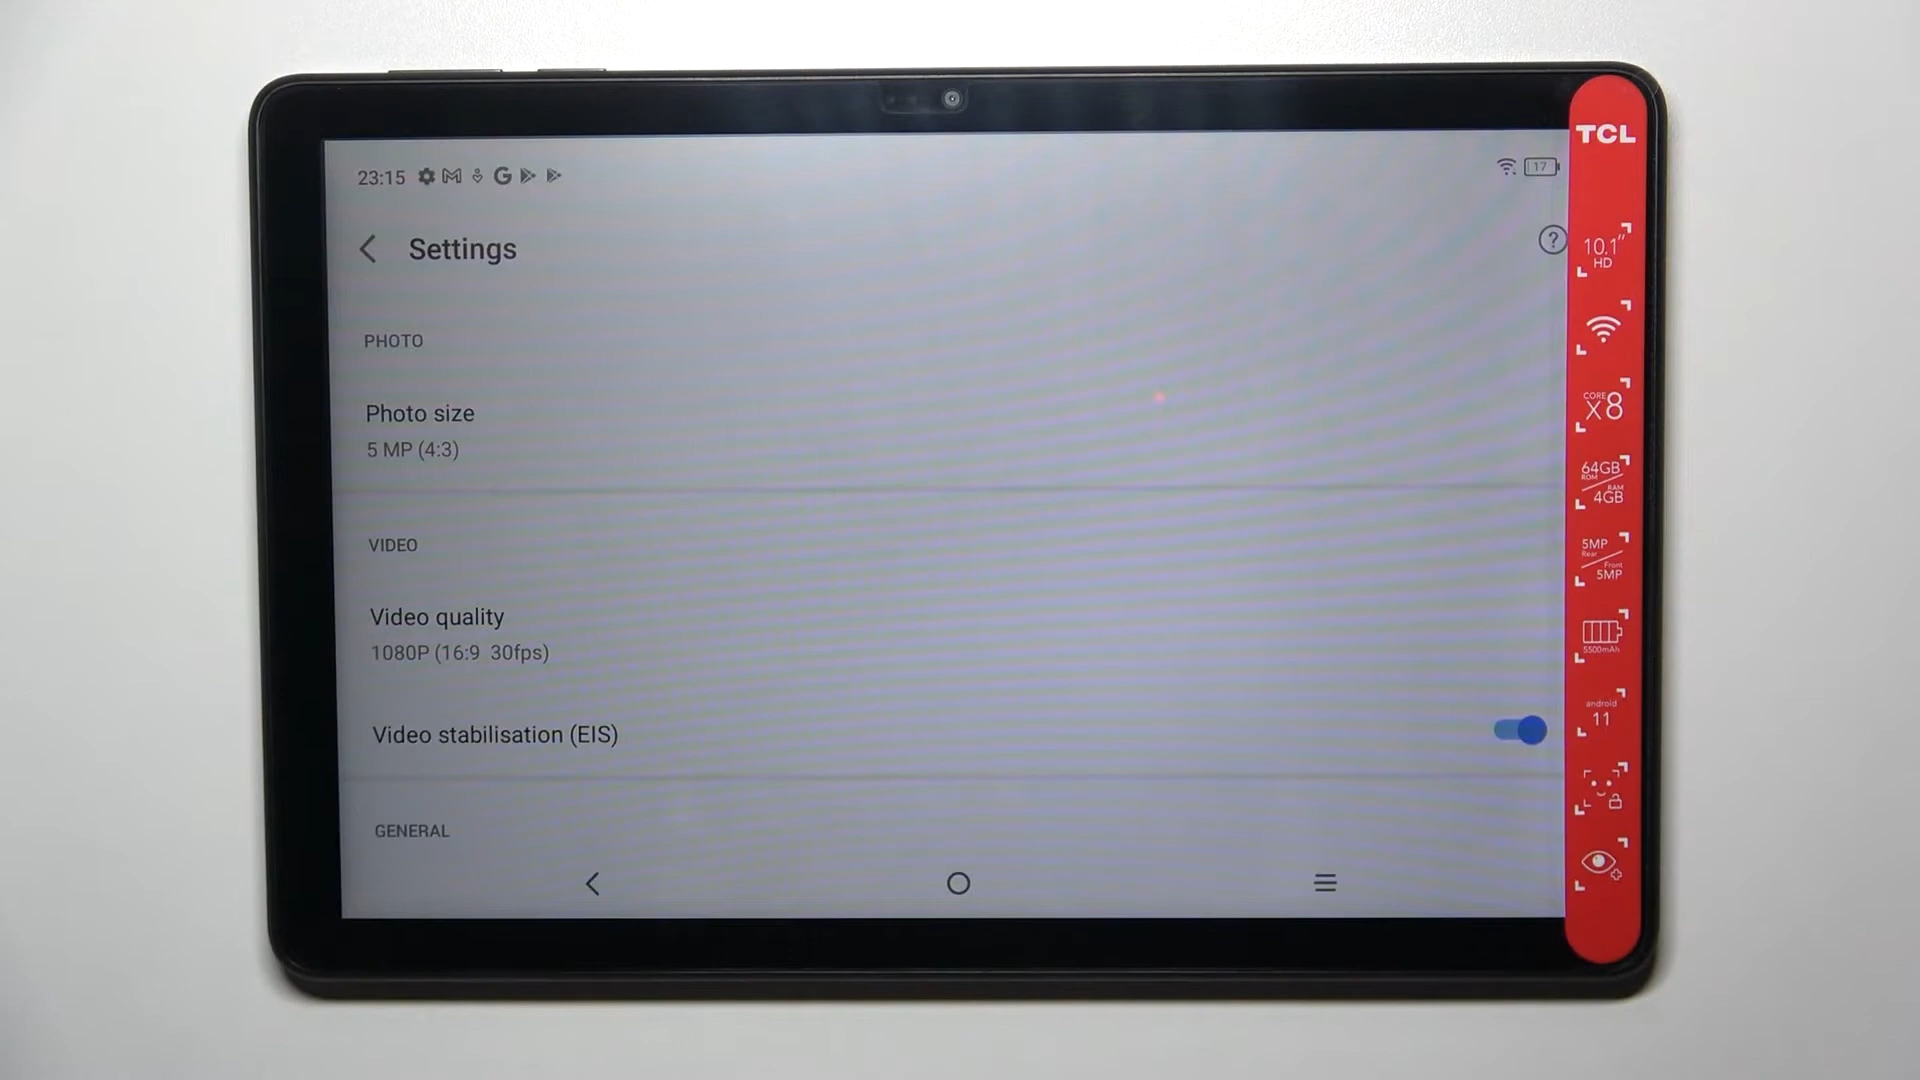 23:15
17
Settings
?
PHOTO
Photo size
5 MP (4:3)
VIDEO
Video quality
1080P (16:9 30fps)
Video stabilisation (EIS)
GENERAL
TCL
10.1"
HD
CORE
X8
64GB
ROM
RAM
4GB
5MP
Rear
Front
5MP
5500mAh
android
11